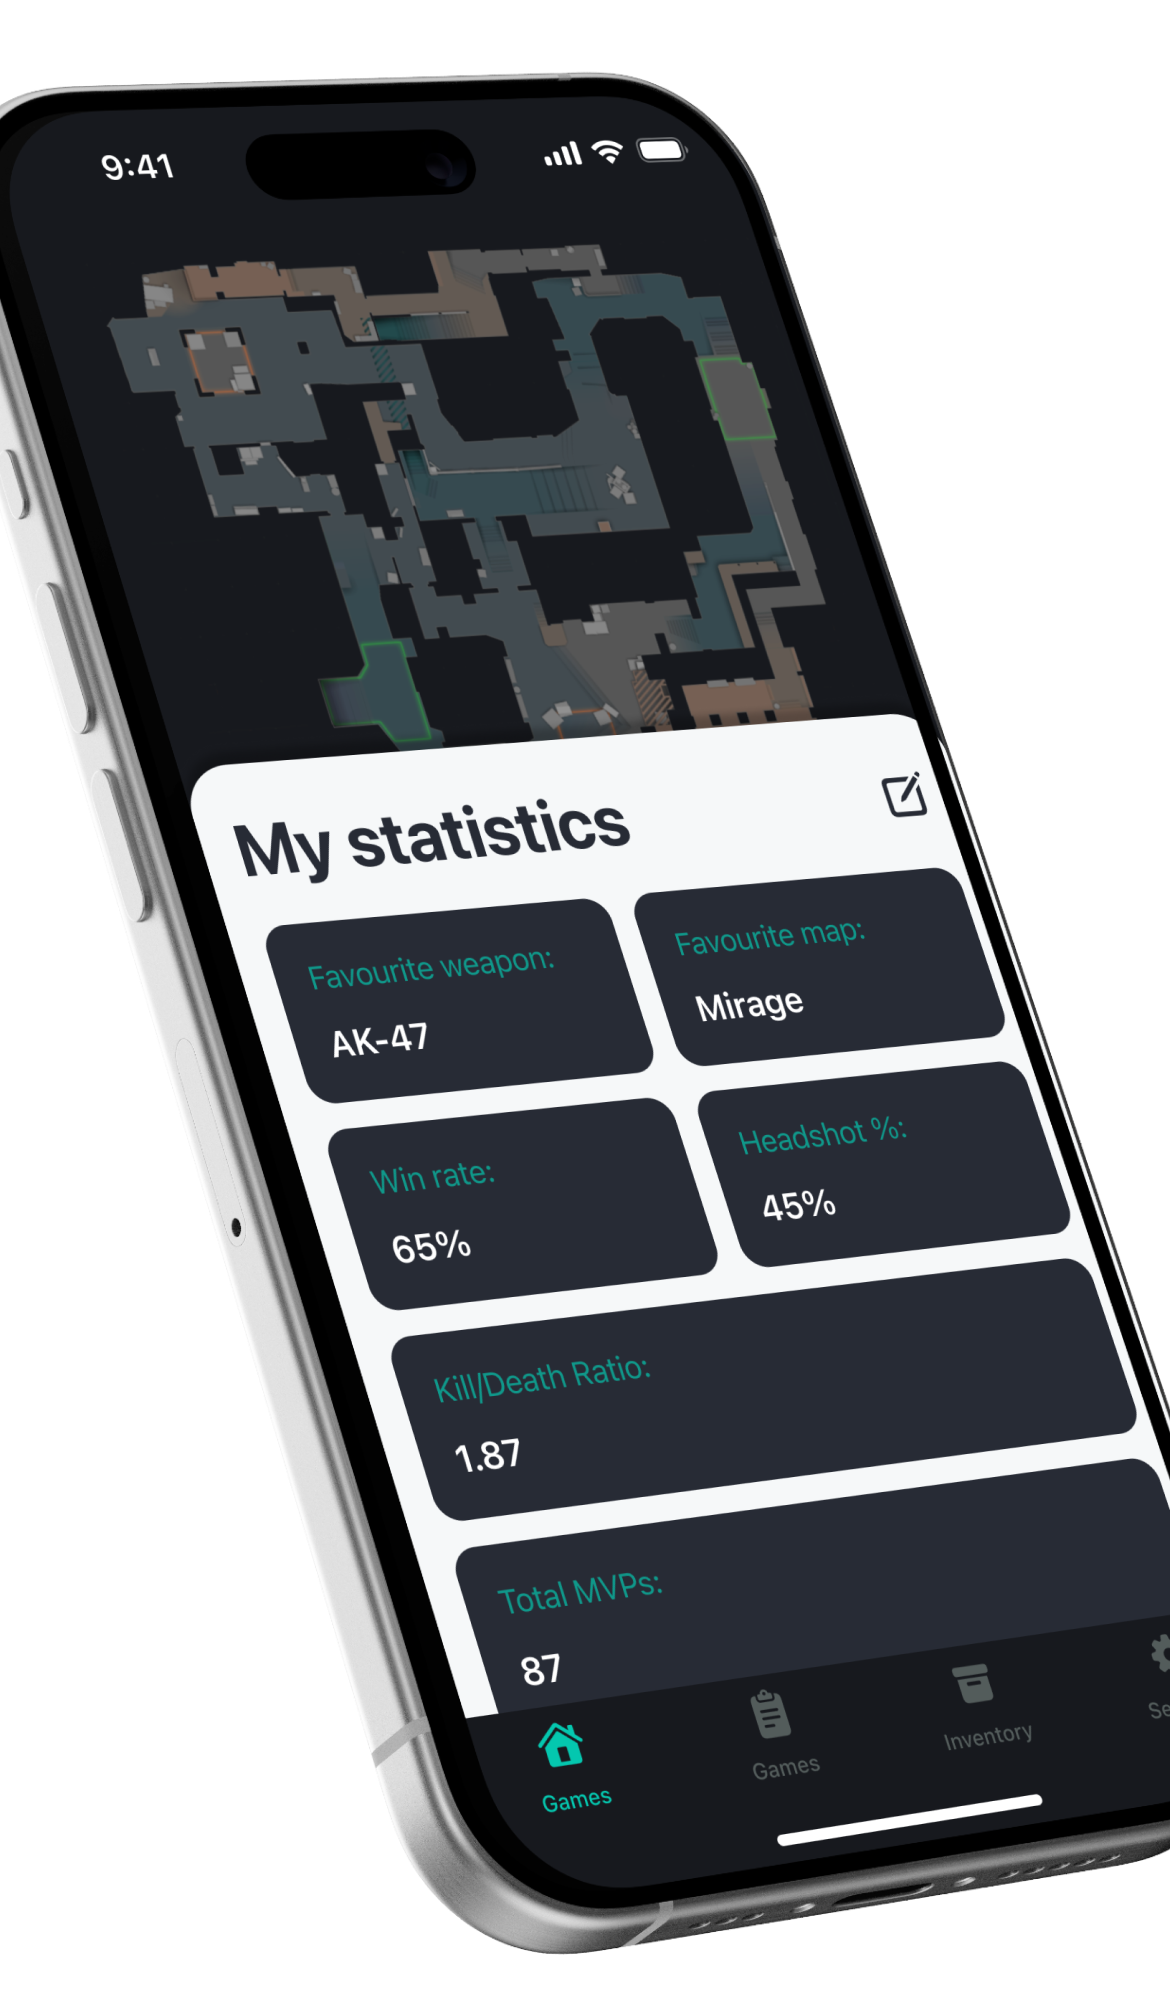 9:41
My statistics
Favourite weapon:
AK-47
Favourite map:
Mirage
Win rate:
65%
Headshot %:
45%
Kill/Death Ratio:
1.87
Total MVPs:
87
Games
Games
Inventory
Se